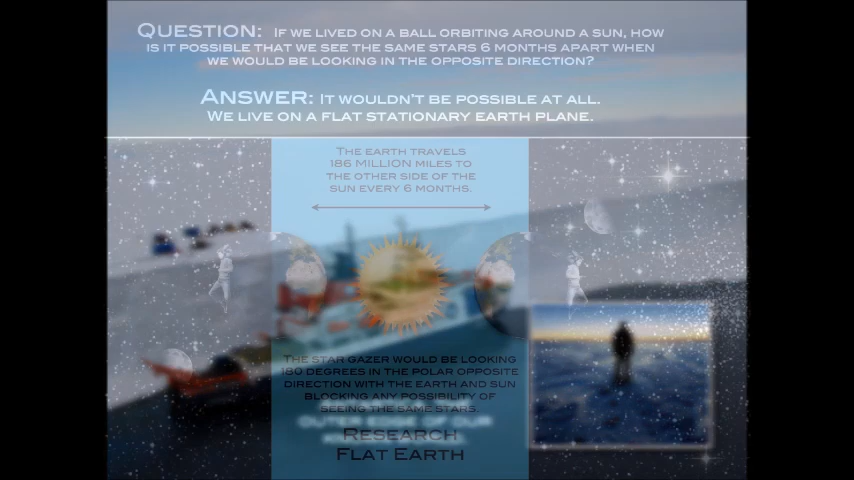 QUESTION: IF WE LIVED ON A BALL ORBITING AROUND A SUN, HOW
IS IT POSSIBLE THAT WE SEE THE SAME STARS 6 MONTHS APART WHEN
WE WOULD BE LOOKING IN THE OPPOSITE DIRECTION?
ANSWER: IT WOULDN'T BE POSSIBLE AT ALL.
WE LIVE ON A FLAT STATIONARY EARTH PLANE.
THE EARTH TRAVELS
186 MILLION MILES TO
THE OTHER SIDE OF THE
SUN EVERY 6 MONTHS.
THE STAR GAZER WOULD BE LOOKING
180 DEGREES IN THE POLAR OPPOSITE
DIRECTION WITH THE EARTH AND SUN
BLOCKING ANY POSSIBILITY OF
SEEING THE SAME STARS.
RESEARCH
FLAT EARTH